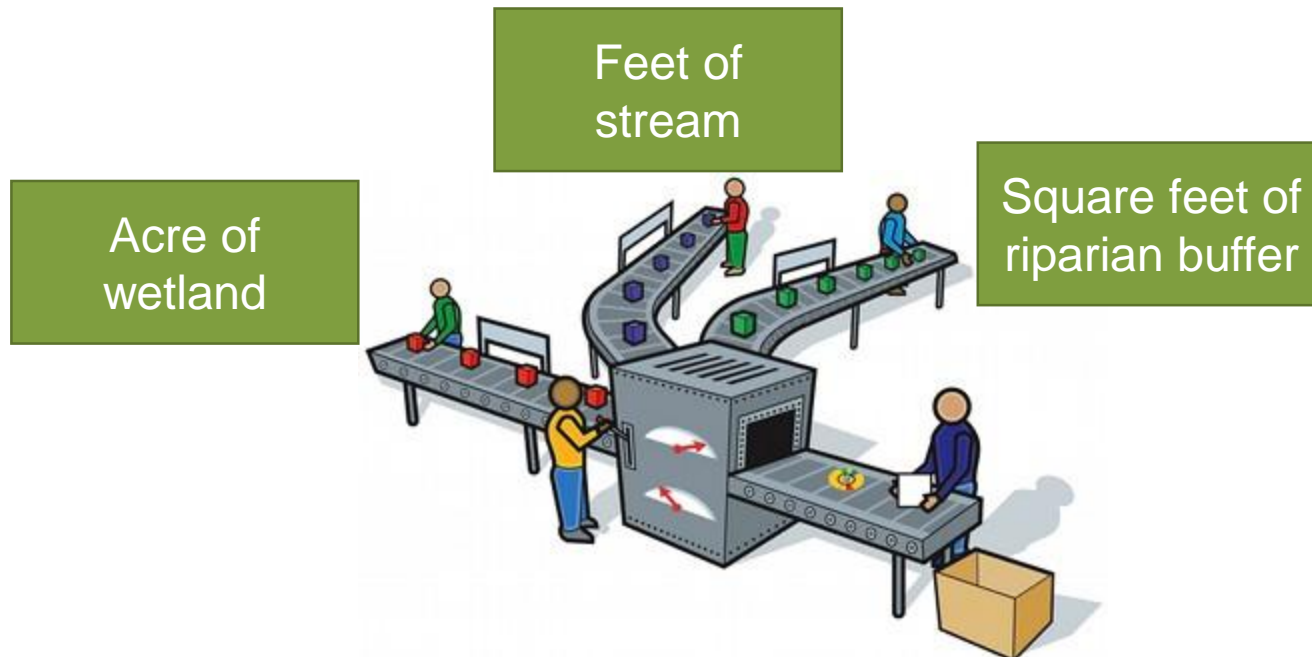 Feet of
stream
Acre of
wetland
Square feet of
riparian buffer